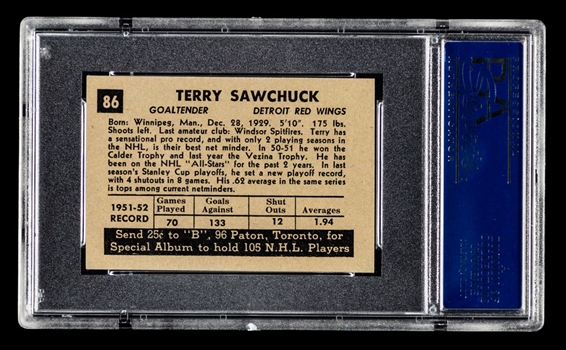 86
TERRY SAWCHUCK
GOALTENDER DETROIT RED WINGS
Born: Winnipeg, Man., Dec. 28, 1929. 5'10". 175 lbs.
Shoots left. Last amateur club: Windsor Spitfires. Terry has
a sensational pro record, and with only 2 playing seasons in
the NHL, is their best net minder. In 50-51 he won the
Calder Trophy and last year the Vezina Trophy. He has
been on the NHL "All-Stars" for the past 2 years. In last
season's Stanley Cup playoffs, he set a new playoff record, with
4 shutouts in 8 games. His .62 average in the same series
is tops among current netminders.
1951-52 RECORD
Games Played Goals Against Shut Outs Averages
70 133 12 1.94
Send 25¢ to "B", 96 Paton, Toronto, for
Special Album to hold 105 N.H.L. Players
PSA